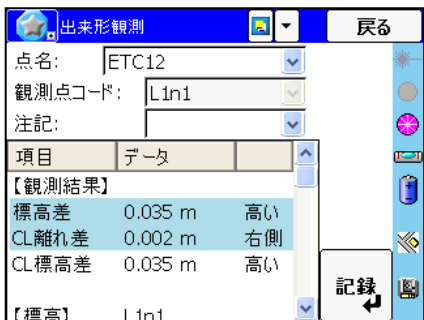 出来形観測
戻る
点名: ETC12
観測点コード: L1n1
注記:
項目 データ
【観測結果】
標高差 0.035 m 高い
CL離れ差 0.002 m 右側
CL標高差 0.035 m 高い
記録
【標高】 L1n1